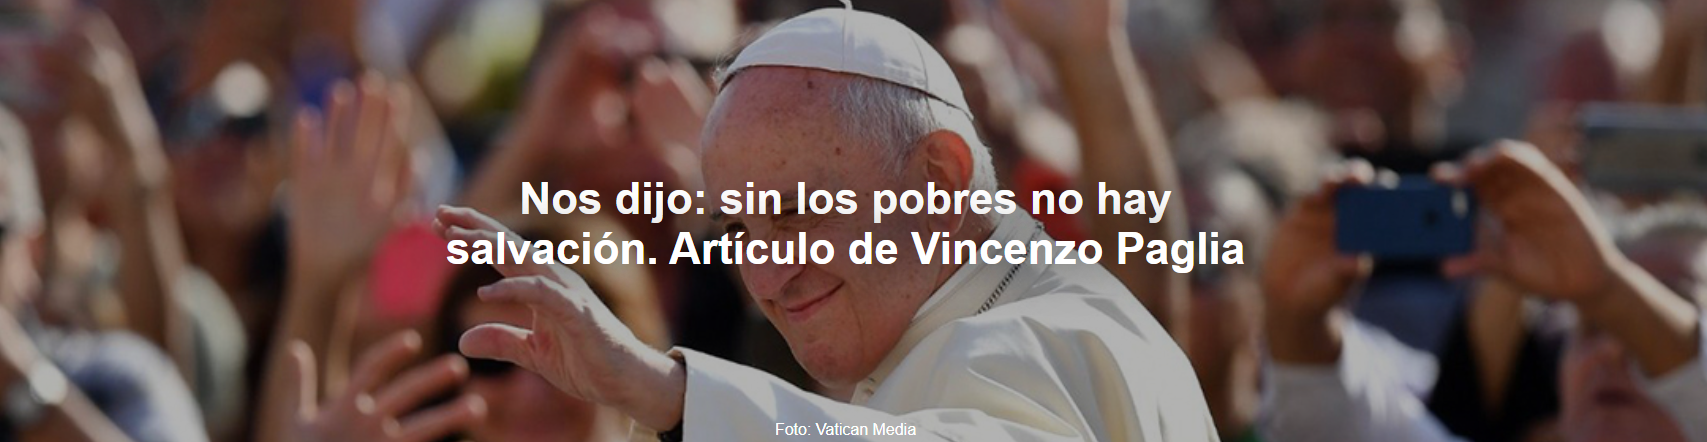 Nos dijo: sin los pobres no hay
salvación. Artículo de Vincenzo Paglia
Foto: Vatican Media